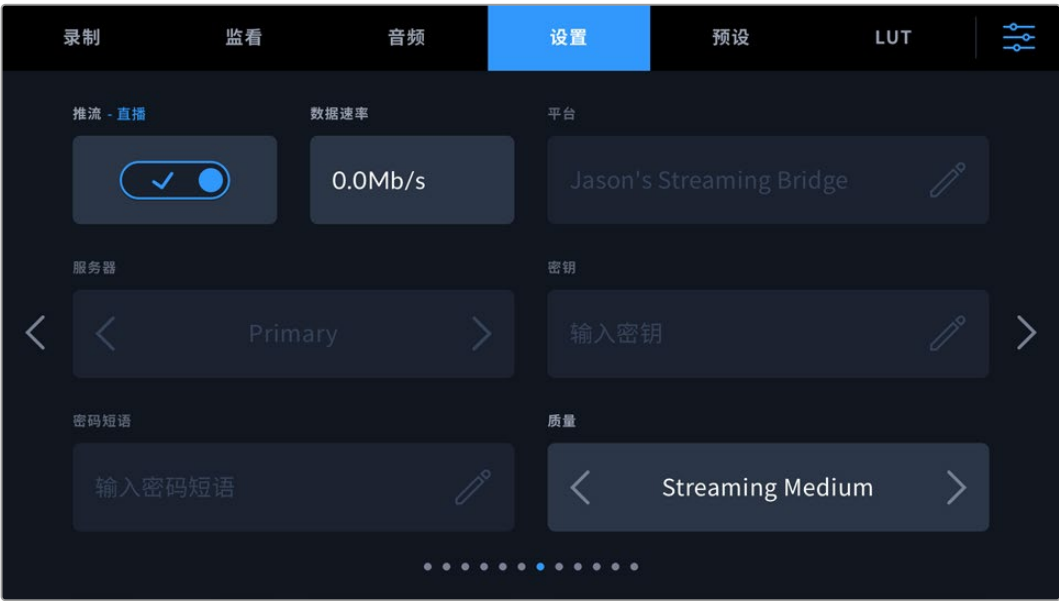 录制 监看 音频 设置 预设 LUT
推流 - 直播 数据速率 平台
0.0Mb/s Jason's Streaming Bridge
服务器 密钥
Primary 输入密钥
密码短语 质量
输入密码短语 Streaming Medium